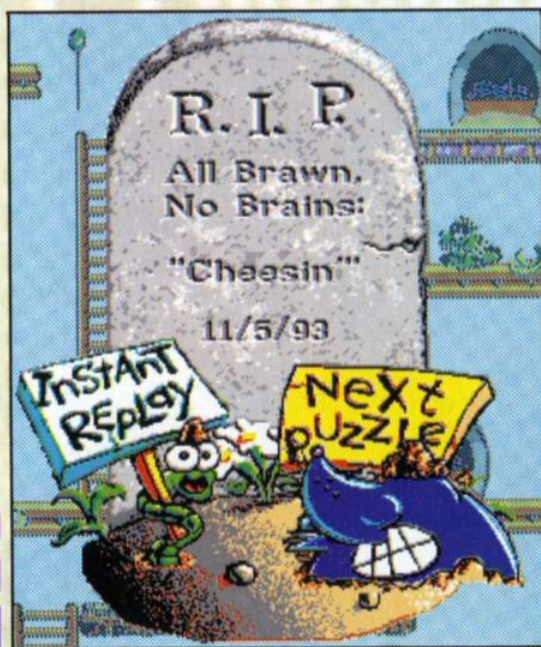 R. I. P.
All Brawn.
No Brains:
"Cheesin'"
11/5/93
INSTANT
REPLAY
NEXt
puzzLE